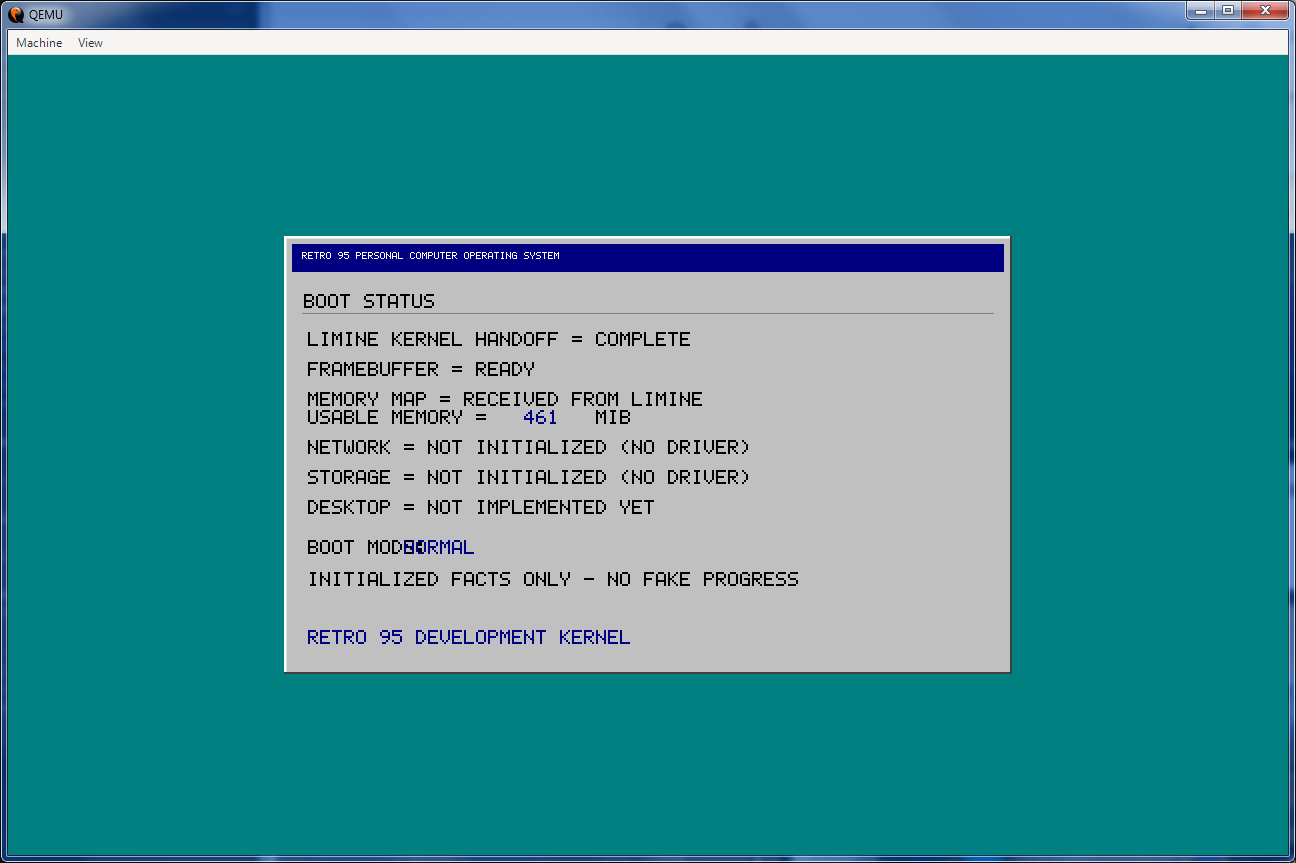 QEMU
Machine View
RETRO 95 PERSONAL COMPUTER OPERATING SYSTEM
BOOT STATUS
LIMINE KERNEL HANDOFF = COMPLETE
FRAMEBUFFER = READY
MEMORY MAP = RECEIVED FROM LIMINE
USABLE MEMORY = 461 MIB
NETWORK = NOT INITIALIZED (NO DRIVER)
STORAGE = NOT INITIALIZED (NO DRIVER)
DESKTOP = NOT IMPLEMENTED YET
BOOT MODE: NORMAL
INITIALIZED FACTS ONLY - NO FAKE PROGRESS
RETRO 95 DEVELOPMENT KERNEL